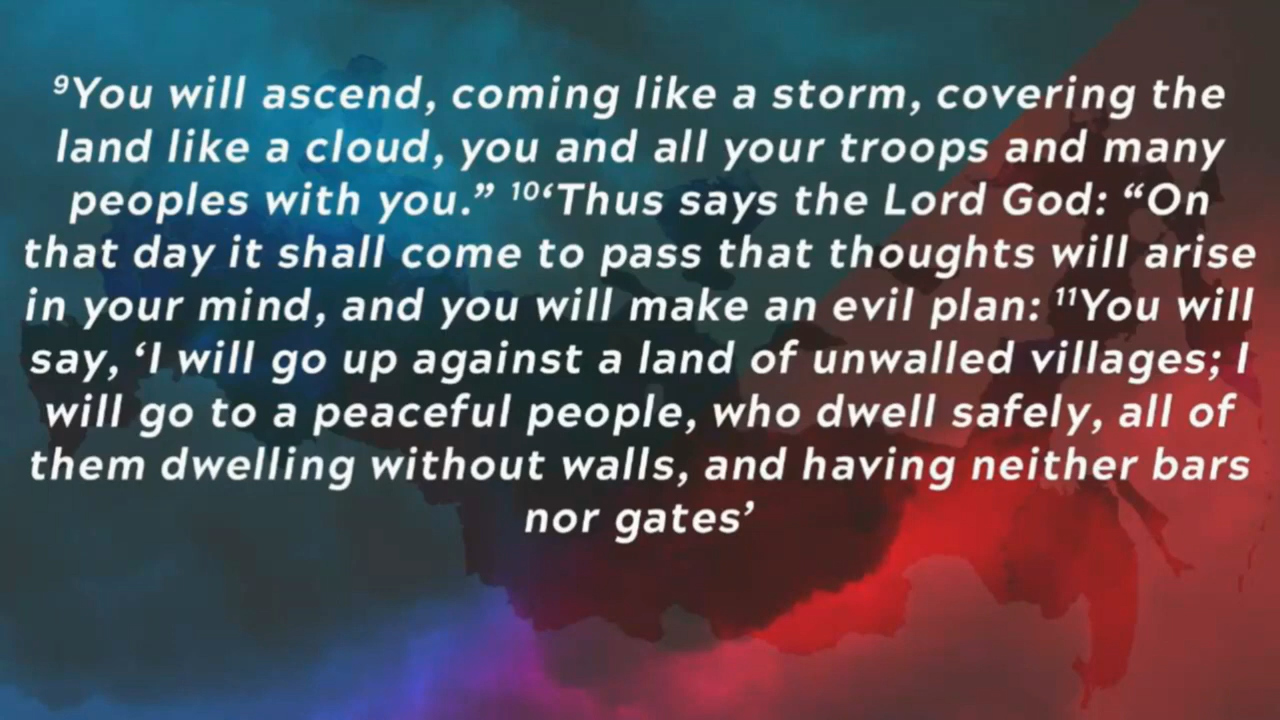 ⁹You will ascend, coming like a storm, covering the
land like a cloud, you and all your troops and many
peoples with you.” ¹⁰‘Thus says the Lord God: “On
that day it shall come to pass that thoughts will arise
in your mind, and you will make an evil plan: ¹¹You will
say, ‘I will go up against a land of unwalled villages; I
will go to a peaceful people, who dwell safely, all of
them dwelling without walls, and having neither bars
nor gates’